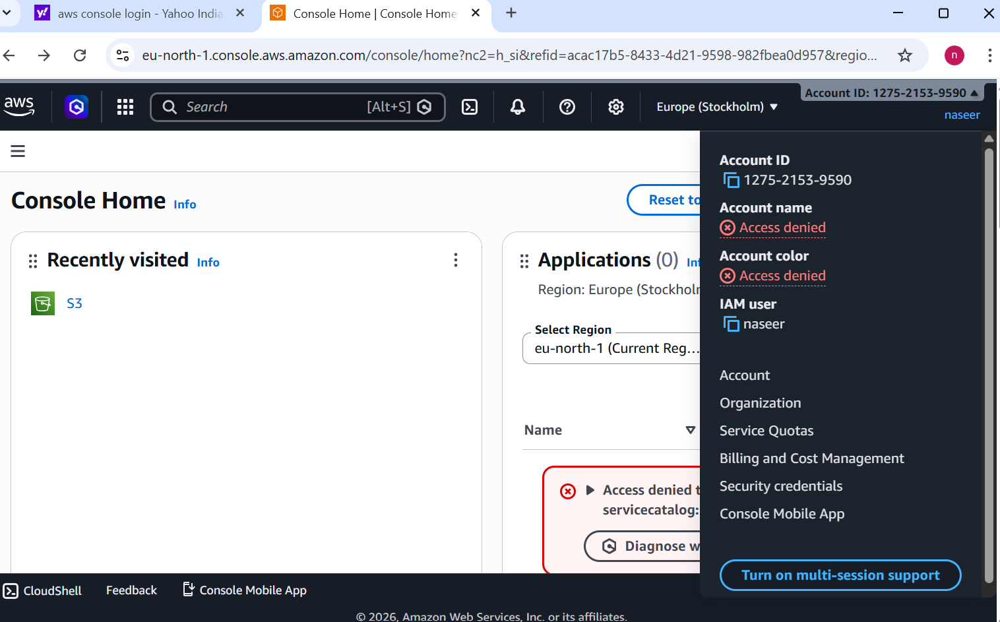 aws console login - Yahoo India
Console Home | Console Home
eu-north-1.console.aws.amazon.com/console/home?nc2=h_si&refid=acac17b5-8433-4d21-9598-982fbea0d957&regio...
n
aws
Search
[Alt+S]
Europe (Stockholm)
Account ID: 1275-2153-9590
naseer
Console Home Info
Reset to
Recently visited Info
S3
Applications (0)
Region: Europe (Stockholm
Select Region
eu-north-1 (Current Reg...
Name
Access denied t
servicecatalog:
Diagnose w
Account ID
1275-2153-9590
Account name
Access denied
Account color
Access denied
IAM user
naseer
Account
Organization
Service Quotas
Billing and Cost Management
Security credentials
Console Mobile App
Turn on multi-session support
CloudShell
Feedback
Console Mobile App
© 2026, Amazon Web Services, Inc. or its affiliates.